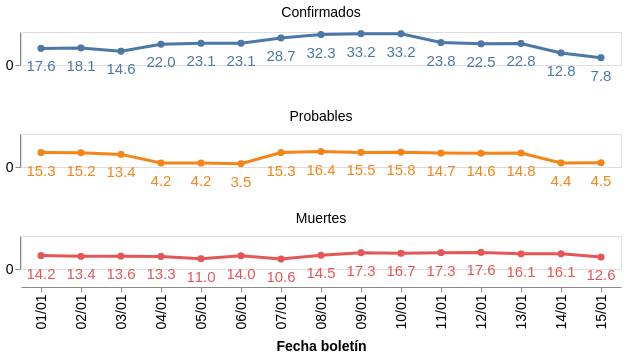 Confirmados
0
17.6 18.1 14.6 22.0 23.1 23.1 28.7 32.3 33.2 33.2 23.8 22.5 22.8 12.8 7.8
Probables
0
15.3 15.2 13.4 4.2 4.2 3.5 15.3 16.4 15.5 15.8 14.7 14.6 14.8 4.4 4.5
Muertes
0
14.2 13.4 13.6 13.3 11.0 14.0 10.6 14.5 17.3 16.7 17.3 17.6 16.1 16.1 12.6
01/01 02/01 03/01 04/01 05/01 06/01 07/01 08/01 09/01 10/01 11/01 12/01 13/01 14/01 15/01
Fecha boletín